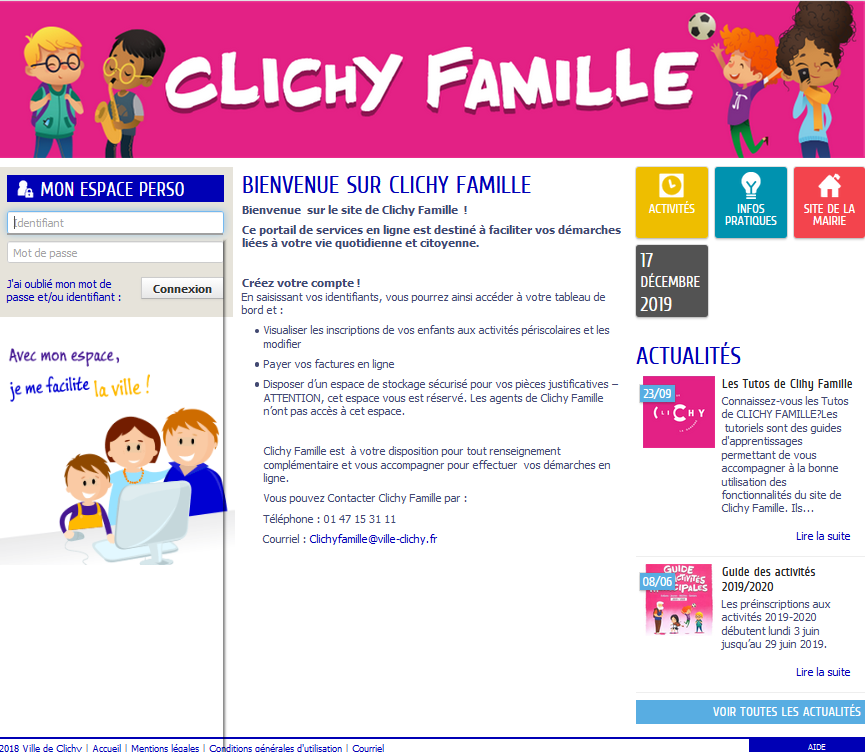 CLICHY FAMILLE
MON ESPACE PERSO
Identifiant
Mot de passe
J'ai oublié mon mot de
passe et/ou identifiant :
Connexion
Avec mon espace,
je me facilite la ville !
BIENVENUE SUR CLICHY FAMILLE
Bienvenue sur le site de Clichy Famille !
Ce portail de services en ligne est destiné à faciliter vos démarches
liées à votre vie quotidienne et citoyenne.
Créez votre compte !
En saisissant vos identifiants, vous pourrez ainsi accéder à votre tableau de
bord et :
• Visualiser les inscriptions de vos enfants aux activités périscolaires et les
modifier
• Payer vos factures en ligne
• Disposer d'un espace de stockage sécurisé pour vos pièces justificatives –
ATTENTION, cet espace vous est réservé. Les agents de Clichy Famille
n'ont pas accès à cet espace.
Clichy Famille est à votre disposition pour tout renseignement
complémentaire et vous accompagner pour effectuer vos démarches en
ligne.
Vous pouvez Contacter Clichy Famille par :
Téléphone : 01 47 15 31 11
Courriel : Clichyfamille@ville-clichy.fr
ACTIVITÉS
INFOS
PRATIQUES
SITE DE LA
MAIRIE
17
DÉCEMBRE
2019
ACTUALITÉS
23/09
CLICHY
Les Tutos de Clihy Famille
Connaissez-vous les Tutos
de CLICHY FAMILLE?Les
tutoriels sont des guides
d'apprentissages
permettant de vous
accompagner à la bonne
utilisation des
fonctionnalités du site de
Clichy Famille. Ils...
Lire la suite
08/06
GUIDE
Guide des activités
2019/2020
Les préinscriptions aux
activités 2019-2020
débutent lundi 3 juin
jusqu'au 29 juin 2019.
Lire la suite
VOIR TOUTES LES ACTUALITÉS
2018 Ville de Clichy | Accueil | Mentions légales | Conditions générales d'utilisation | Courriel
AIDE